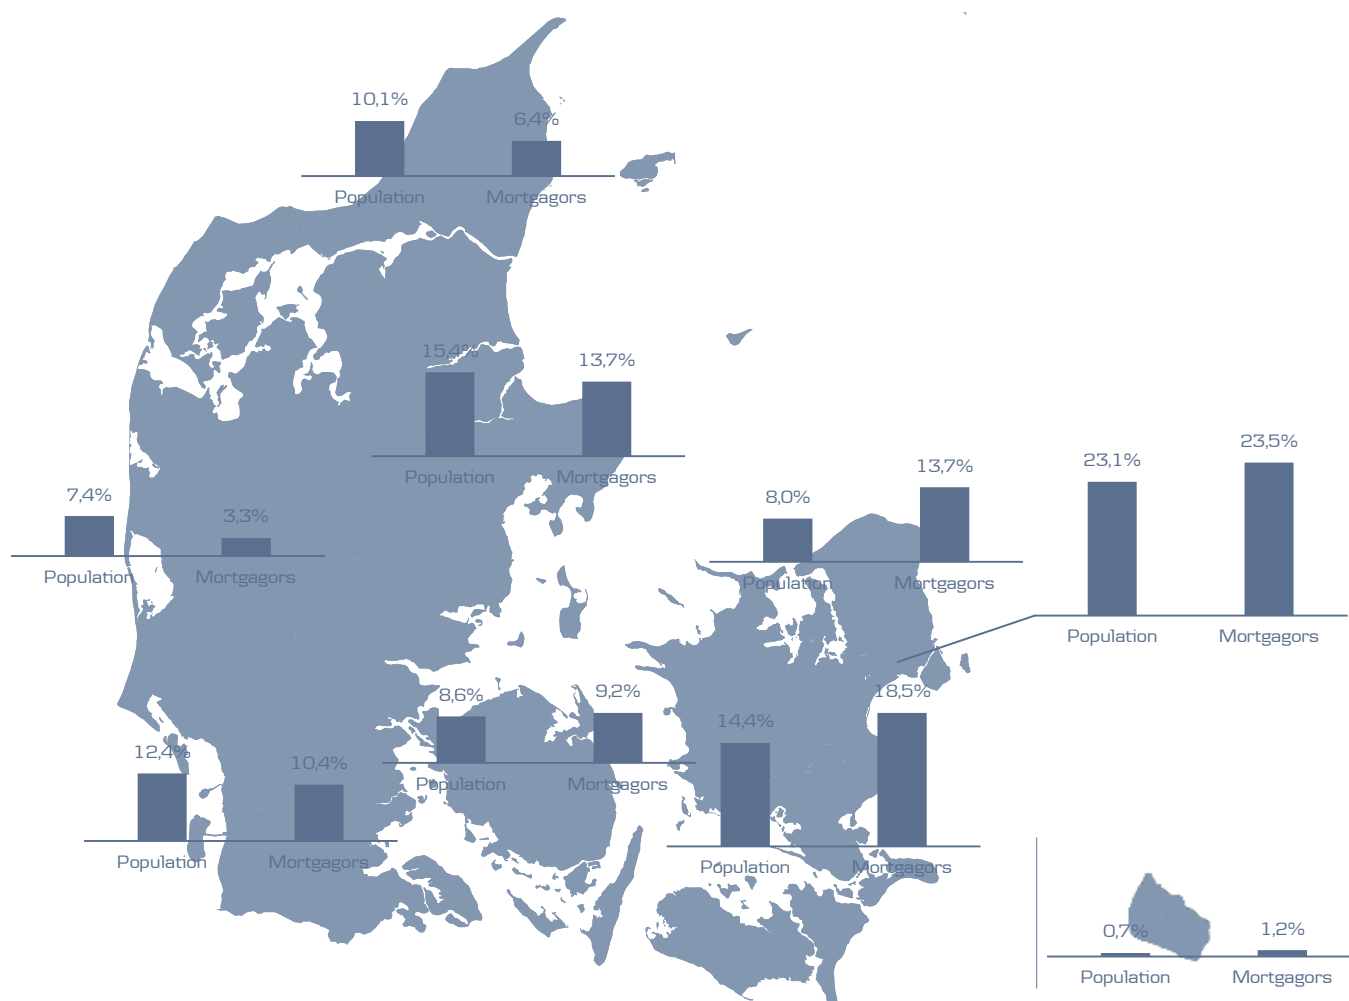 10,1%
6,4%
Population
Mortgagors
15,4%
13,7%
Population
Mortgagors
7,4%
3,3%
Population
Mortgagors
8,0%
13,7%
Population
Mortgagors
23,1%
23,5%
Population
Mortgagors
8,6%
9,2%
Population
Mortgagors
14,4%
18,5%
Population
Mortgagors
12,4%
10,4%
Population
Mortgagors
0,7%
1,2%
Population
Mortgagors